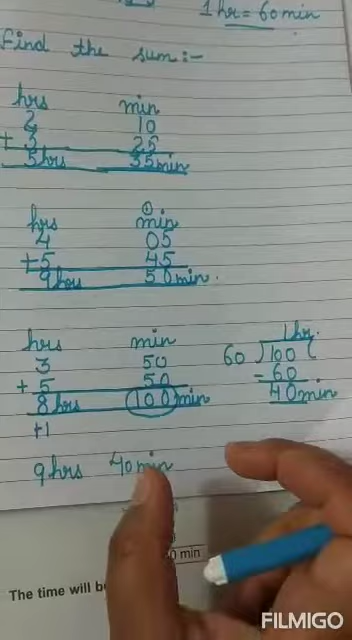 1 hr = 60 min
Find the sum:-
hrs min
2 10
+ 3 25
5 hrs 35 min
①
hrs min
4 05
+ 5 45
9 hrs 50 min.
hrs min
3 50
+ 5 50
8 hrs 100 min
+1
9 hrs 40 min
1 hr.
60 ) 100 (
- 60
40 min
0 min
The time will b
FILMIGO